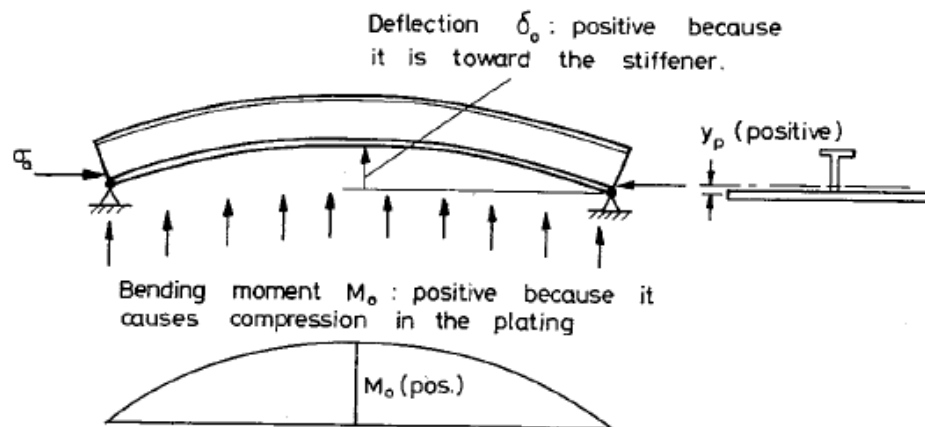 Deflection δₒ : positive because
it is toward the stiffener.
yₚ (positive)
σₐ
Bending moment Mₒ : positive because it
causes compression in the plating
Mₒ (pos.)